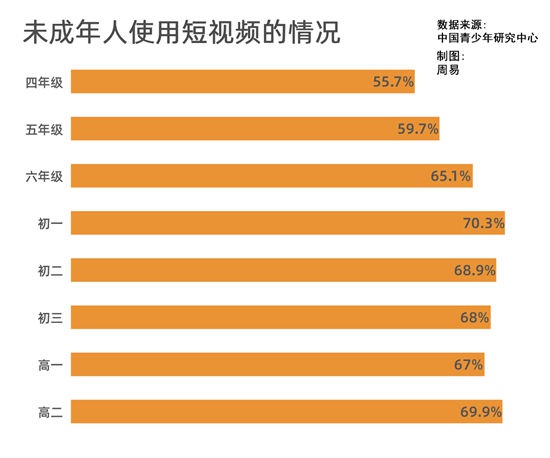 未成年人使用短视频的情况
数据来源:
中国青少年研究中心
制图:
周易
四年级 55.7%
五年级 59.7%
六年级 65.1%
初一 70.3%
初二 68.9%
初三 68%
高一 67%
高二 69.9%